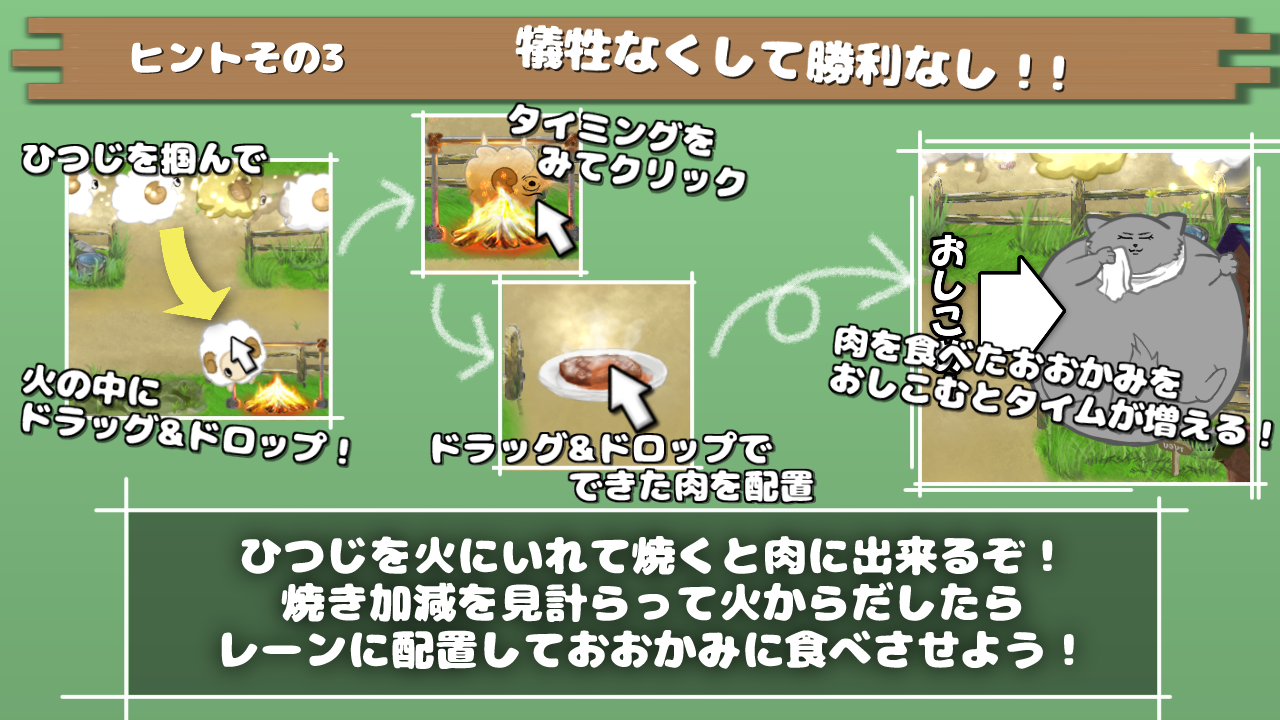 ヒントその3
犠牲なくして勝利なし！！
ひつじを掴んで
火の中に
ドラッグ&ドロップ！
タイミングを
みてクリック
ドラッグ&ドロップで
できた肉を配置
おしこ
肉を食べたおおかみを
おしこむとタイムが増える！
ひつじを火にいれて焼くと肉に出来るぞ！
焼き加減を見計らって火からだしたら
レーンに配置しておおかみに食べさせよう！